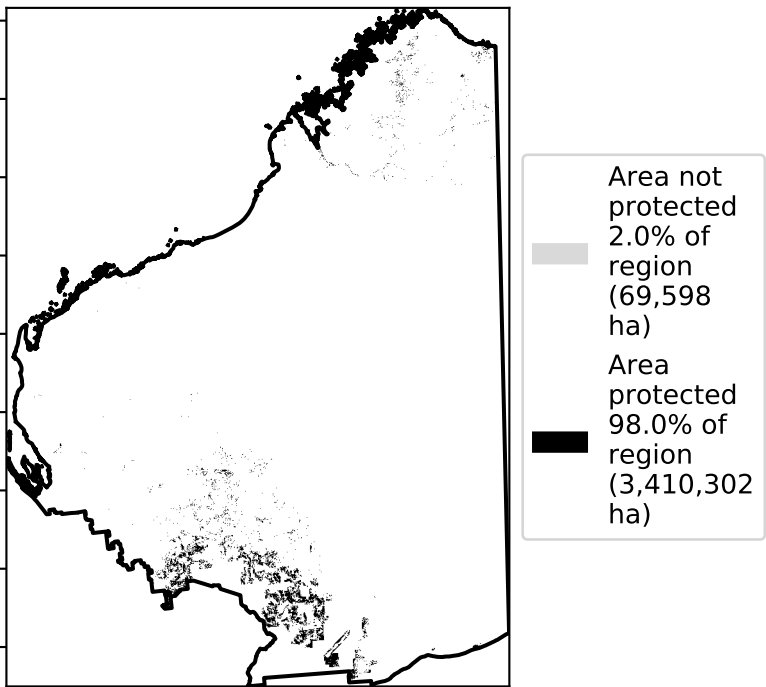 Area not
protected
2.0% of
region
(69,598
ha)
Area
protected
98.0% of
region
(3,410,302
ha)